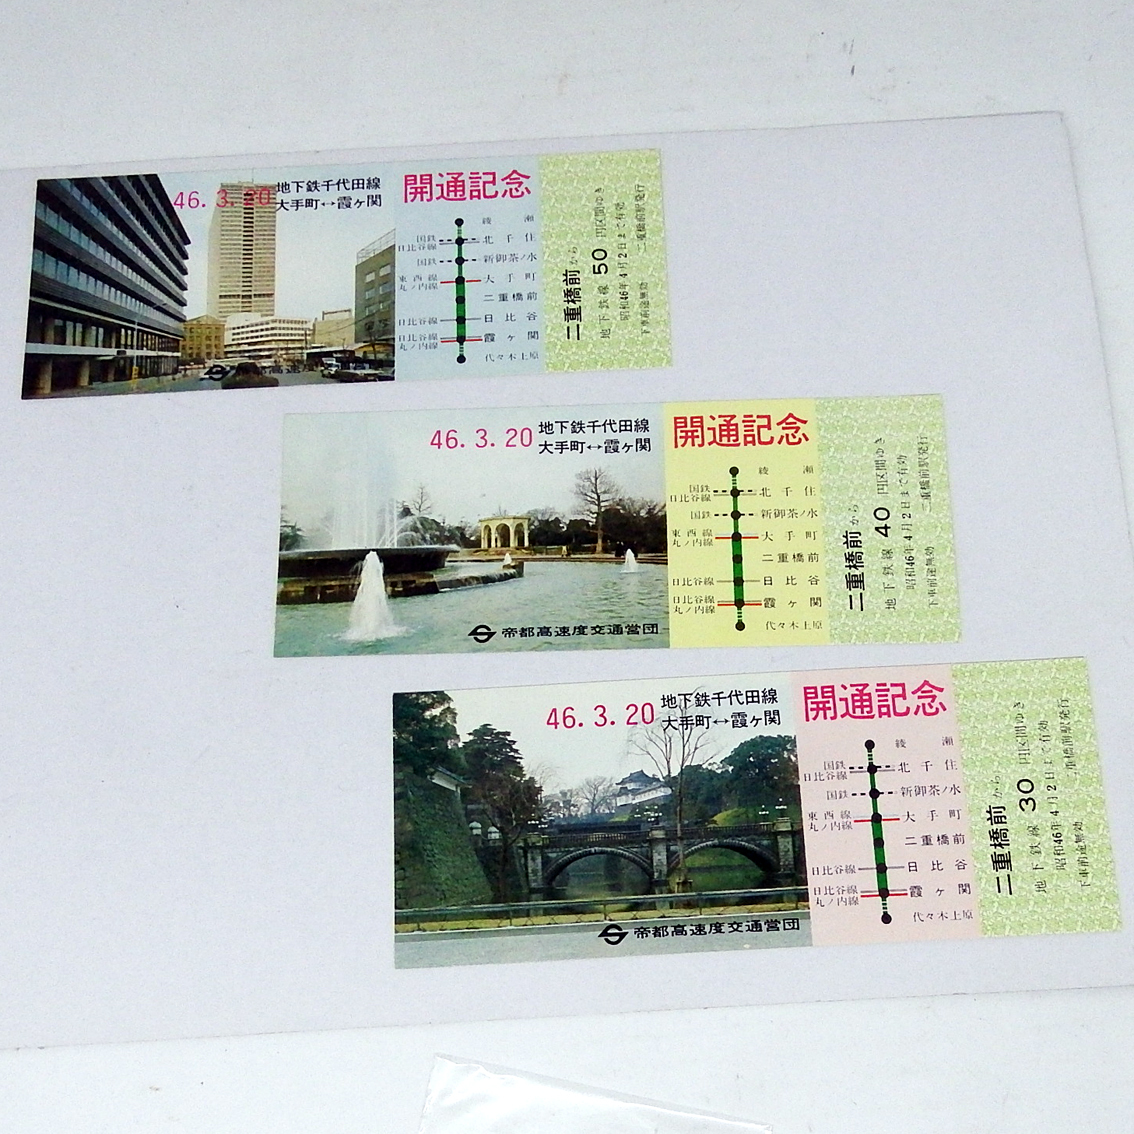 46.3.20
地下鉄千代田線
大手町↔霞ヶ関
帝都高速度交通営団
開通記念
綾瀬
国鉄
日比谷線
北千住
国鉄
新御茶ノ水
東西線
丸ノ内線
大手町
二重橋前
日比谷線
日比谷
日比谷線
丸ノ内線
霞ヶ関
代々木上原
二重橋前から
地下鉄線50円区間ゆき
昭和46年4月2日まで有効
下車前途無効 二重橋前駅発行
46.3.20
地下鉄千代田線
大手町↔霞ヶ関
帝都高速度交通営団
開通記念
綾瀬
国鉄
日比谷線
北千住
国鉄
新御茶ノ水
東西線
丸ノ内線
大手町
二重橋前
日比谷線
日比谷
日比谷線
丸ノ内線
霞ヶ関
代々木上原
二重橋前から
地下鉄線40円区間ゆき
昭和46年4月2日まで有効
下車前途無効 二重橋前駅発行
46.3.20
地下鉄千代田線
大手町↔霞ヶ関
帝都高速度交通営団
開通記念
綾瀬
国鉄
日比谷線
北千住
国鉄
新御茶ノ水
東西線
丸ノ内線
大手町
二重橋前
日比谷線
日比谷
日比谷線
丸ノ内線
霞ヶ関
代々木上原
二重橋前から
地下鉄線30円区間ゆき
昭和46年4月2日まで有効
下車前途無効 二重橋前駅発行